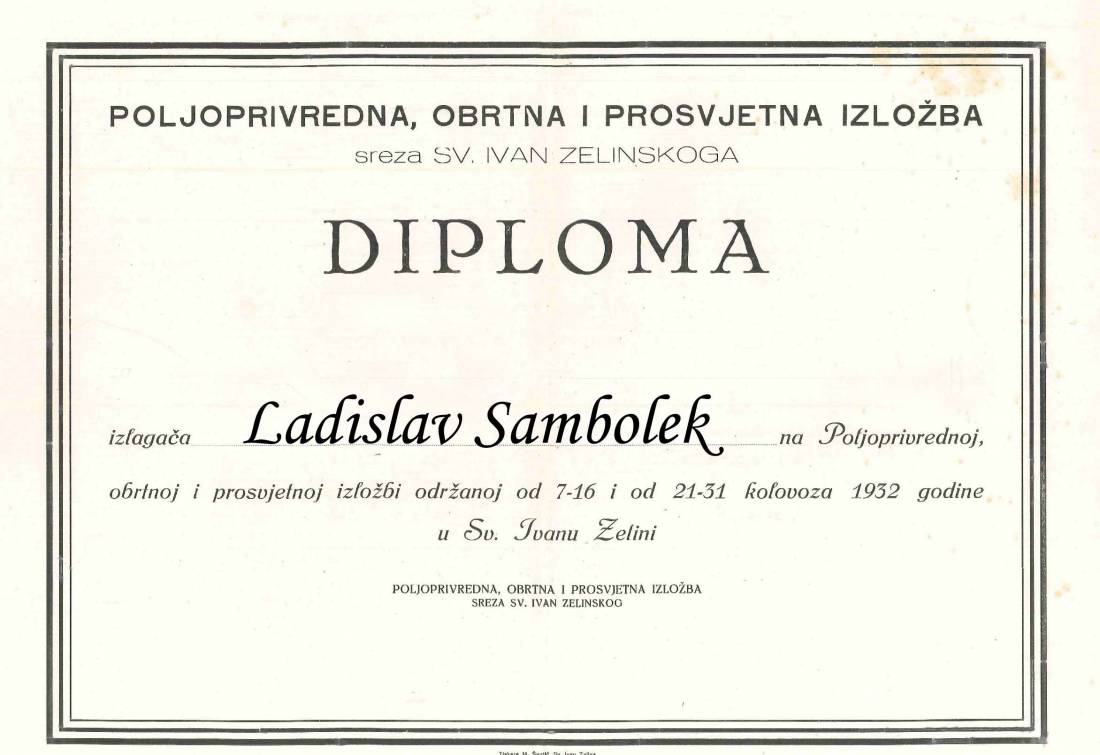 POLJOPRIVREDNA, OBRTNA I PROSVJETNA IZLOŽBA
sreza SV. IVAN ZELINSKOGA
DIPLOMA
izlagača Ladislav Sambolek na Poljoprivrednoj,
obrtnoj i prosvjetnoj izložbi održanoj od 7-16 i od 21-31 kolovoza 1932 godine
u Sv. Ivanu Zelini
POLJOPRIVREDNA, OBRTNA I PROSVJETNA IZLOŽBA
SREZA SV. IVAN ZELINSKOG